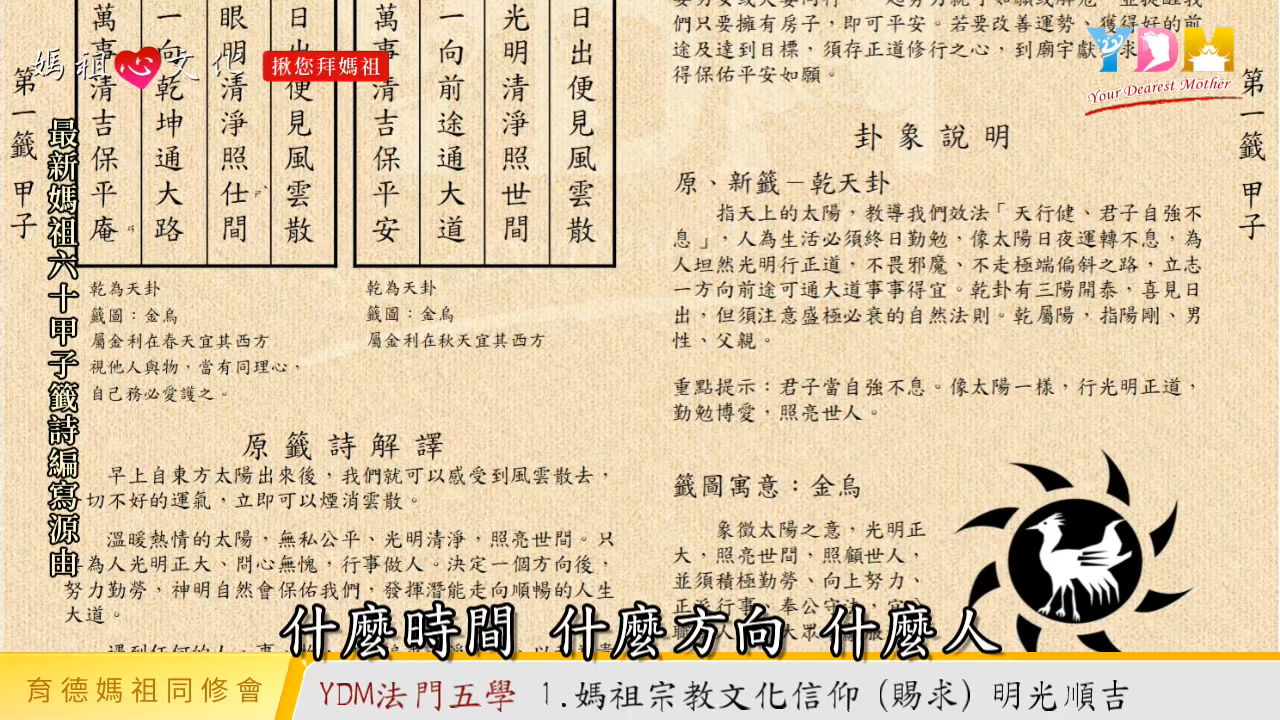 媽祖心文化
揪您拜媽祖
YDM
Your Dearest Mother
第一籤 甲子
最新媽祖六十甲子籤詩編寫源由
日出便見風雲散
光明清淨照世間
一向前途通大道
萬事清吉保平安
日出便見風雲散
眼明清淨照仕間
一向乾坤通大路
萬事清吉保平庵
乾為天卦
籤圖：金烏
屬金利在春天宜其西方
視他人與物，當有同理心，
自己務必愛護之。
乾為天卦
籤圖：金烏
屬金利在秋天宜其西方
原籤詩解譯
早上自東方太陽出來後，我們就可以感受到風雲散去，
切不好的運氣，立即可以煙消雲散。
溫暖熱情的太陽，無私公平、光明清淨，照亮世間。只
為人光明正大、問心無愧，行事做人。決定一個方向後，
努力勤勞，神明自然會保佑我們，發揮潛能走向順暢的人生
大道。
們只要擁有房子，即可平安。若要改善運勢、獲得好的前
途及達到目標，須存正道修行之心，到廟宇獻
求
得保佑平安如願。
卦象說明
原、新籤－乾天卦
指天上的太陽，教導我們效法「天行健、君子自強不
息」，人為生活必須終日勤勉，像太陽日夜運轉不息，為
人坦然光明行正道，不畏邪魔、不走極端偏斜之路，立志
一方向前途可通大道事事得宜。乾卦有三陽開泰，喜見日
出，但須注意盛極必衰的自然法則。乾屬陽，指陽剛、男
性、父親。
重點提示：君子當自強不息。像太陽一樣，行光明正道，
勤勉博愛，照亮世人。
籤圖寓意：金烏
象徵太陽之意，光明正
大，照亮世間，照顧世人，
並須積極勤勞、向上努力、
正派行事，奉公守法，
第一籤 甲子
什麼時間 什麼方向 什麼人
育德媽祖同修會
YDM法門五學 1.媽祖宗教文化信仰（賜求）明光順吉